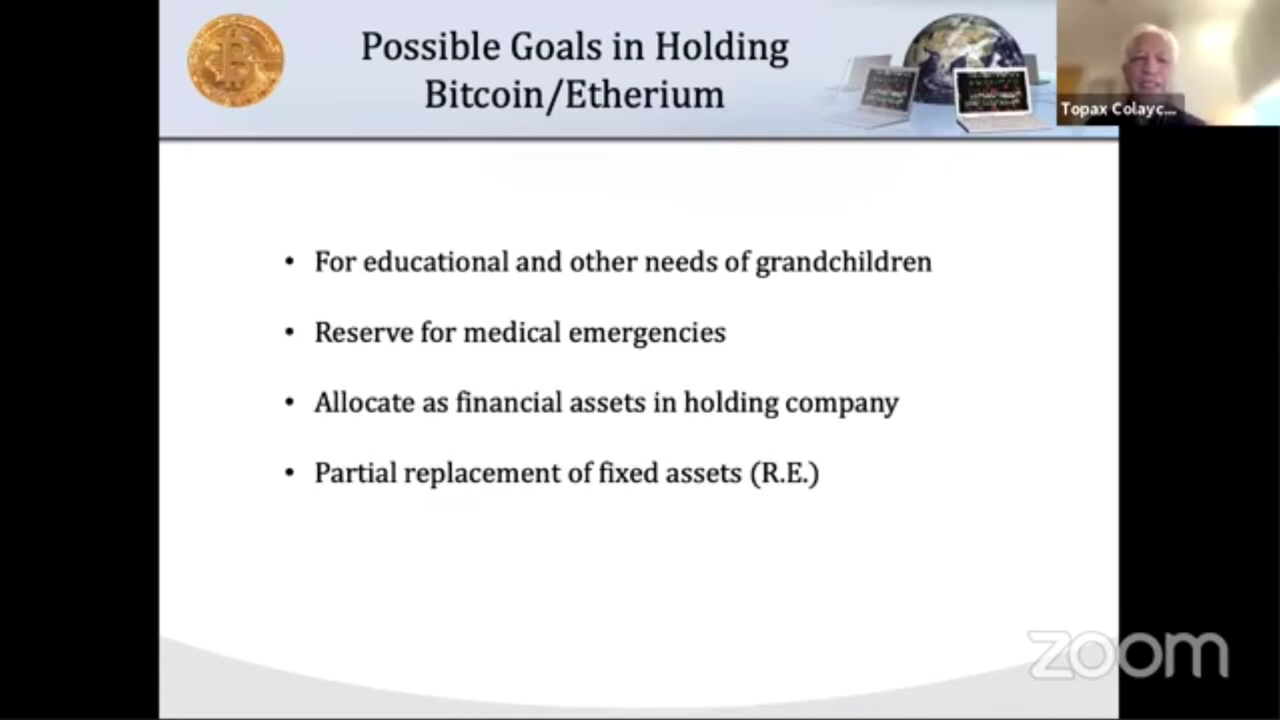 Possible Goals in Holding
Bitcoin/Etherium
Topax Colayc...
• For educational and other needs of grandchildren
• Reserve for medical emergencies
• Allocate as financial assets in holding company
• Partial replacement of fixed assets (R.E.)
zoom